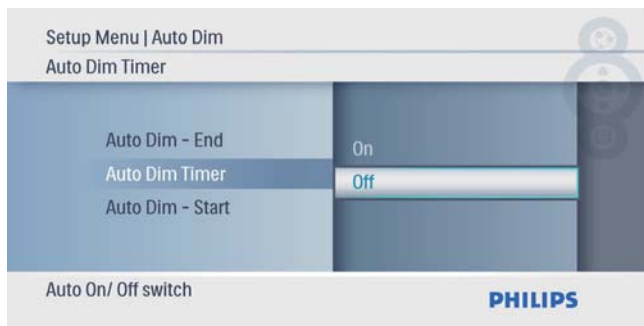 Setup Menu | Auto Dim
Auto Dim Timer
Auto Dim - End
Auto Dim Timer
Auto Dim - Start
On
Off
Auto On/ Off switch
PHILIPS